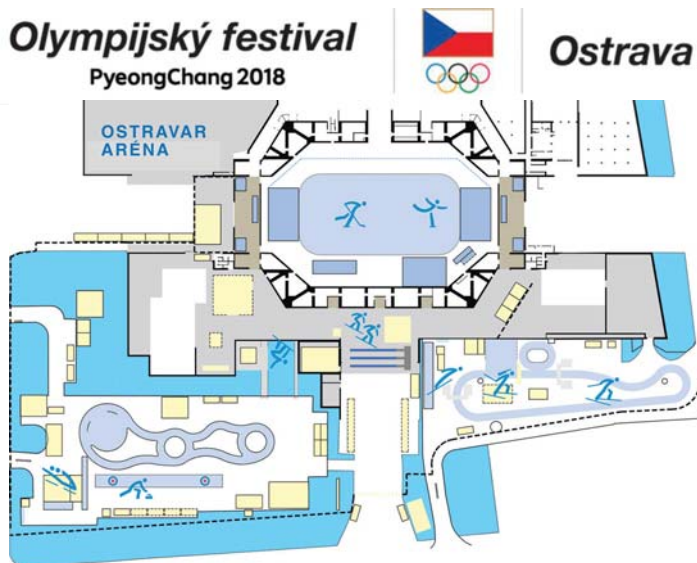 Olympijský festival
PyeongChang 2018
Ostrava
OSTRAVAR
ARÉNA